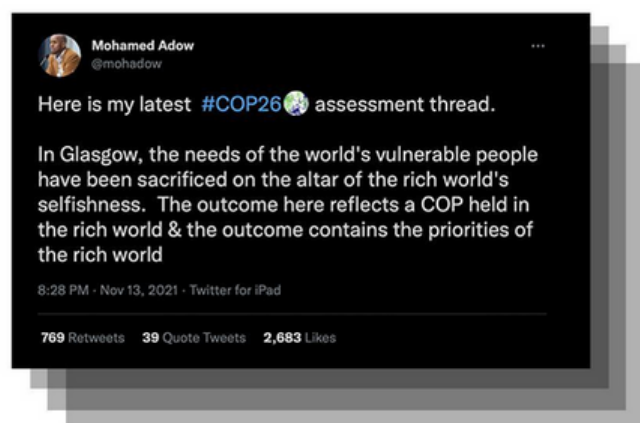 Mohamed Adow
@mohadow
Here is my latest #COP26 assessment thread.
In Glasgow, the needs of the world's vulnerable people
have been sacrificed on the altar of the rich world's
selfishness.  The outcome here reflects a COP held in
the rich world & the outcome contains the priorities of
the rich world
8:28 PM · Nov 13, 2021 · Twitter for iPad
769 Retweets 39 Quote Tweets 2,683 Likes